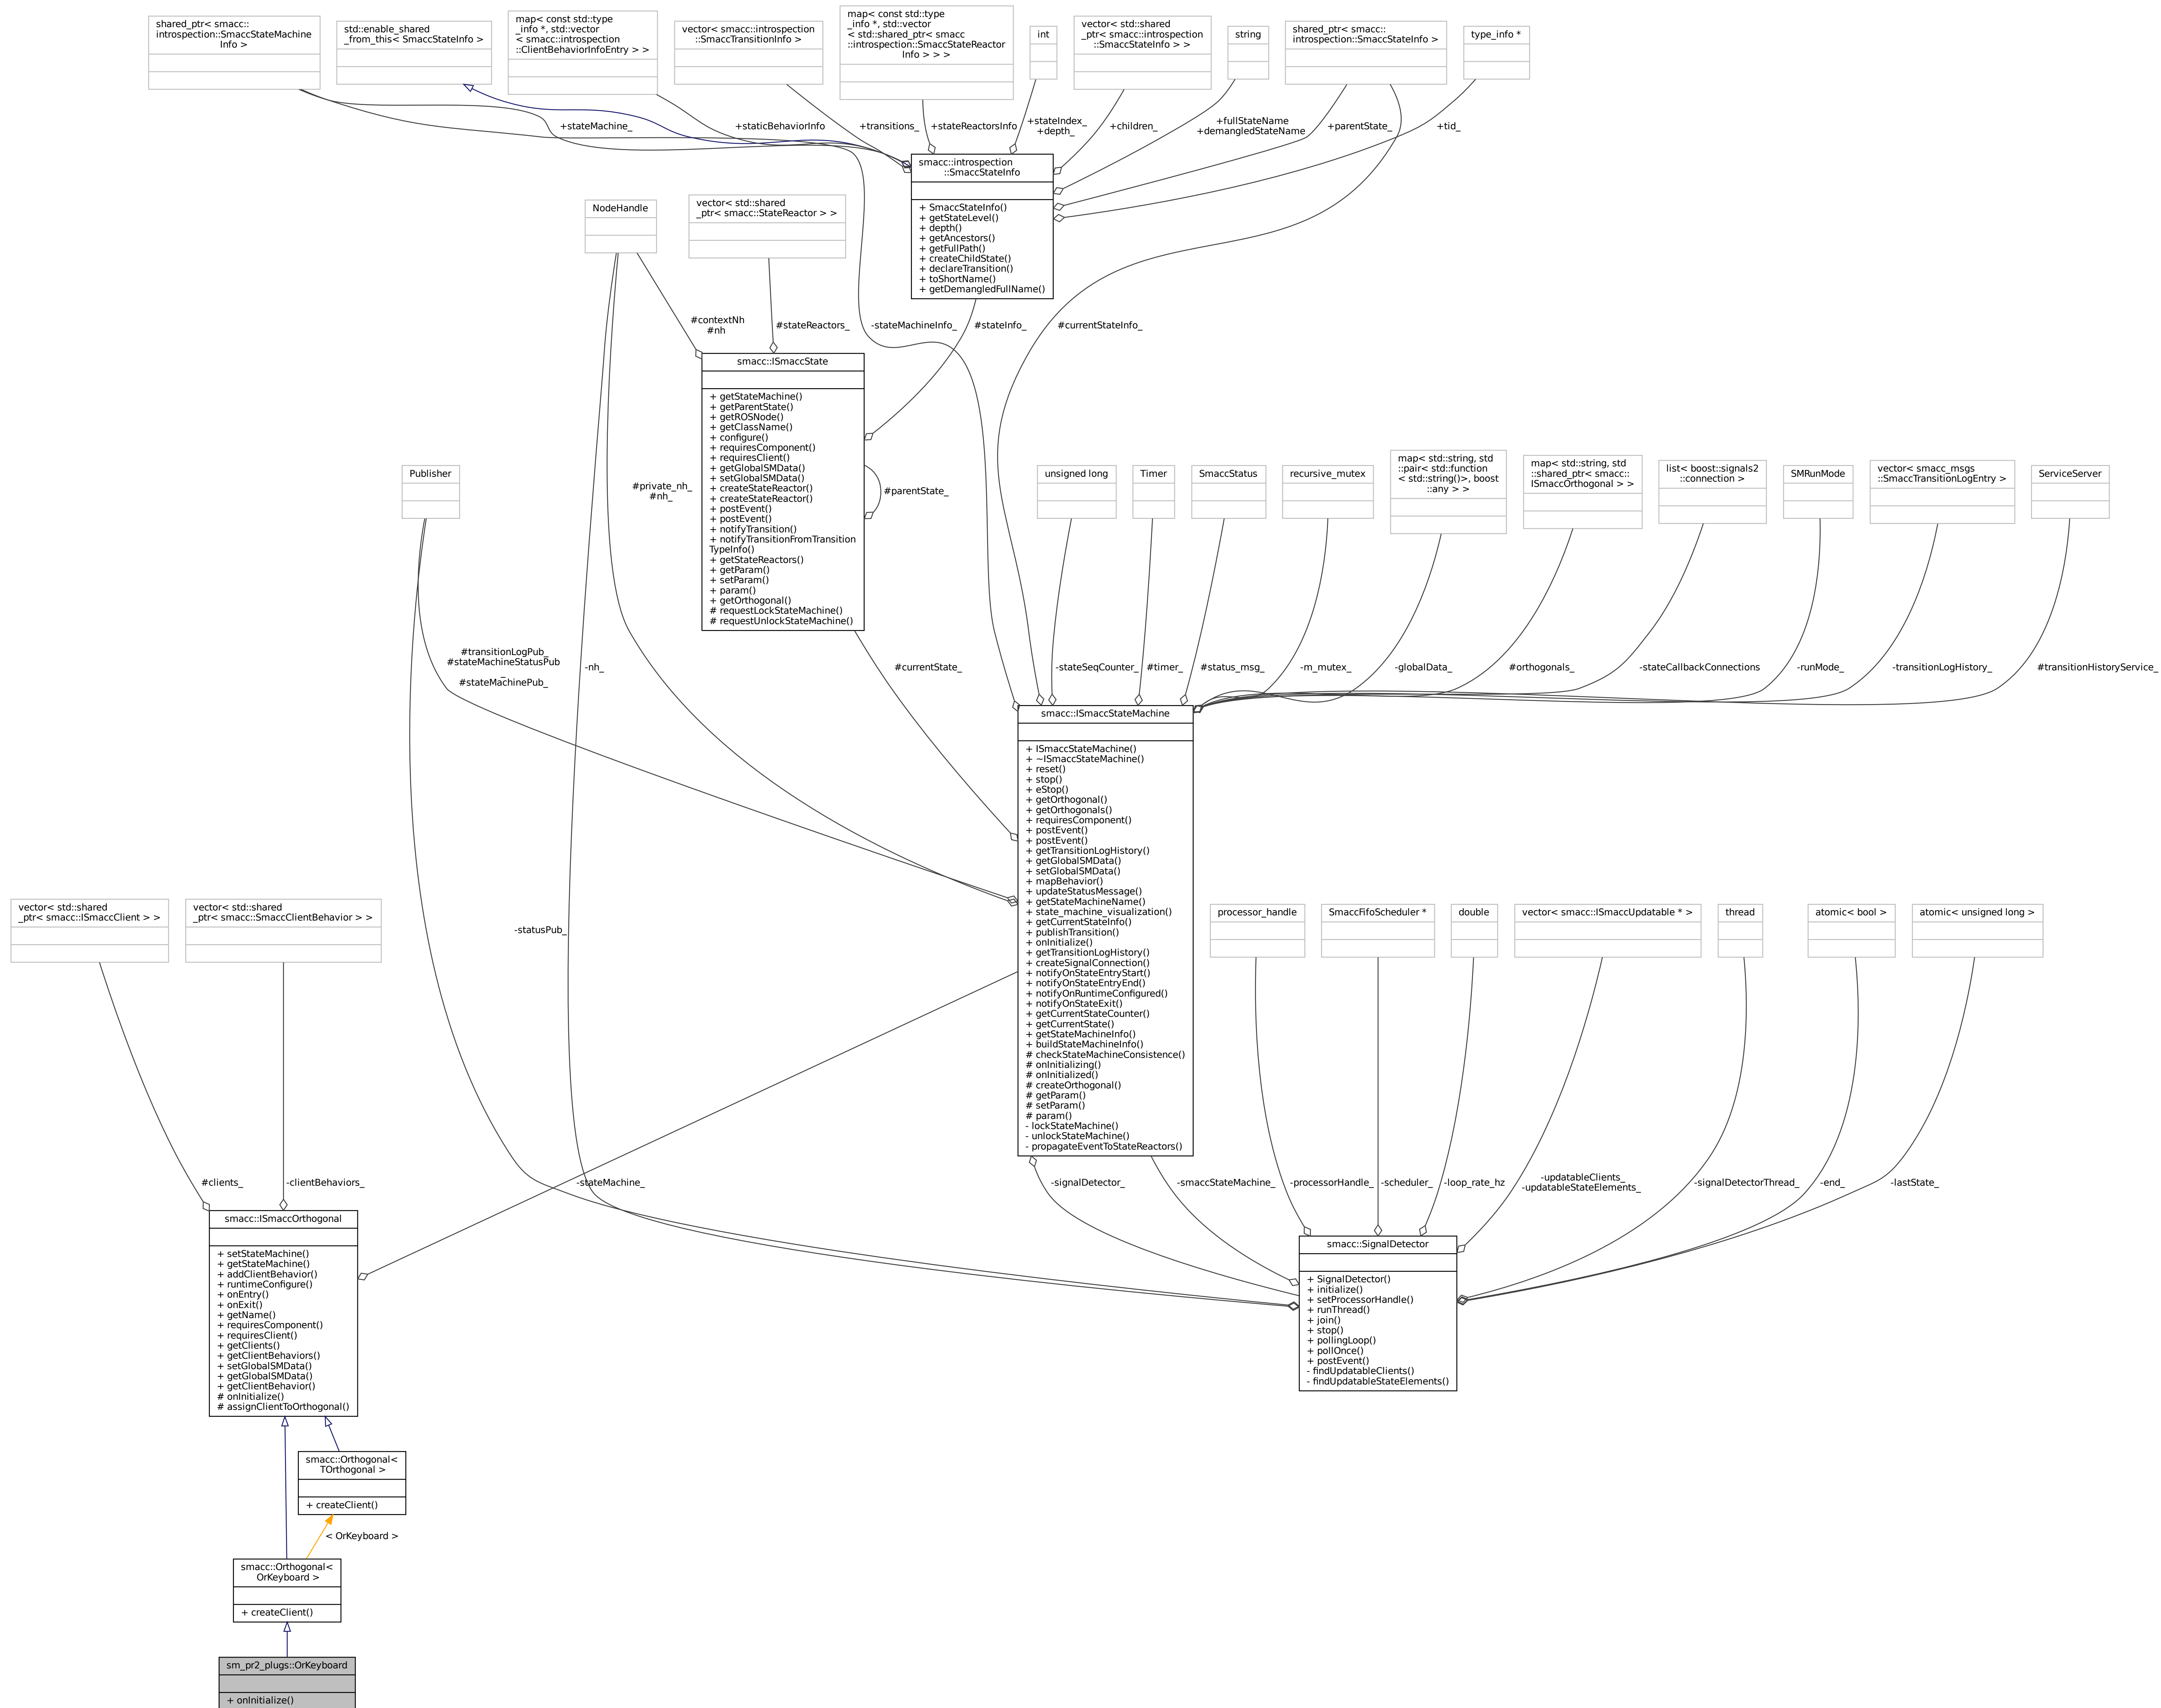 shared_ptr< smacc::
introspection::SmaccStateMachine
Info >
std::enable_shared
_from_this< SmaccStateInfo >
map< const std::type
_info *, std::vector
< smacc::introspection
::ClientBehaviorInfoEntry > >
vector< smacc::introspection
::SmaccTransitionInfo >
map< const std::type
_info *, std::vector
< std::shared_ptr< smacc
::introspection::SmaccStateReactor
Info > > >
int
vector< std::shared
_ptr< smacc::introspection
::SmaccStateInfo > >
string
shared_ptr< smacc::
introspection::SmaccStateInfo >
type_info *
+stateMachine_
+staticBehaviorInfo
+transitions_
+stateReactorsInfo
+stateIndex_
+depth_
+children_
+fullStateName
+demangledStateName
+parentState_
+tid_
smacc::introspection
::SmaccStateInfo
+ SmaccStateInfo()
+ getStateLevel()
+ depth()
+ getAncestors()
+ getFullPath()
+ createChildState()
+ declareTransition()
+ toShortName()
+ getDemangledFullName()
NodeHandle
vector< std::shared
_ptr< smacc::StateReactor > >
#contextNh
#nh
#stateReactors_
-stateMachineInfo_
#stateInfo_
#currentStateInfo_
smacc::ISmaccState
+ getStateMachine()
+ getParentState()
+ getROSNode()
+ getClassName()
+ configure()
+ requiresComponent()
+ requiresClient()
+ getGlobalSMData()
+ setGlobalSMData()
+ createStateReactor()
+ createStateReactor()
+ postEvent()
+ postEvent()
+ notifyTransition()
+ notifyTransitionFromTransition
TypeInfo()
+ getStateReactors()
+ getParam()
+ setParam()
+ param()
+ getOrthogonal()
# requestLockStateMachine()
# requestUnlockStateMachine()
#parentState_
Publisher
#private_nh_
#nh_
unsigned long
Timer
SmaccStatus
recursive_mutex
map< std::string, std
::pair< std::function
< std::string()>, boost
::any > >
map< std::string, std
::shared_ptr< smacc::
ISmaccOrthogonal > >
list< boost::signals2
::connection >
SMRunMode
vector< smacc_msgs
::SmaccTransitionLogEntry >
ServiceServer
#transitionLogPub_
#stateMachineStatusPub
_
#stateMachinePub_
-nh_
#currentState_
-stateSeqCounter_
#timer_
#status_msg_
-m_mutex_
-globalData_
#orthogonals_
-stateCallbackConnections
-runMode_
-transitionLogHistory_
#transitionHistoryService_
smacc::ISmaccStateMachine
+ ISmaccStateMachine()
+ ~ISmaccStateMachine()
+ reset()
+ stop()
+ eStop()
+ getOrthogonal()
+ getOrthogonals()
+ requiresComponent()
+ postEvent()
+ postEvent()
+ getTransitionLogHistory()
+ getGlobalSMData()
+ setGlobalSMData()
+ mapBehavior()
+ updateStatusMessage()
+ getStateMachineName()
+ state_machine_visualization()
+ getCurrentStateInfo()
+ publishTransition()
+ onInitialize()
+ getTransitionLogHistory()
+ createSignalConnection()
+ notifyOnStateEntryStart()
+ notifyOnStateEntryEnd()
+ notifyOnRuntimeConfigured()
+ notifyOnStateExit()
+ getCurrentStateCounter()
+ getCurrentState()
+ getStateMachineInfo()
+ buildStateMachineInfo()
# checkStateMachineConsistence()
# onInitializing()
# onInitialized()
# createOrthogonal()
# getParam()
# setParam()
# param()
- lockStateMachine()
- unlockStateMachine()
- propagateEventToStateReactors()
vector< std::shared
_ptr< smacc::ISmaccClient > >
vector< std::shared
_ptr< smacc::SmaccClientBehavior > >
-statusPub_
processor_handle
SmaccFifoScheduler *
double
vector< smacc::ISmaccUpdatable * >
thread
atomic< bool >
atomic< unsigned long >
#clients_
-clientBehaviors_
-stateMachine_
-signalDetector_
-smaccStateMachine_
-processorHandle_
-scheduler_
-loop_rate_hz
-updatableClients_
-updatableStateElements_
-signalDetectorThread_
-end_
-lastState_
smacc::ISmaccOrthogonal
+ setStateMachine()
+ getStateMachine()
+ addClientBehavior()
+ runtimeConfigure()
+ onEntry()
+ onExit()
+ getName()
+ requiresComponent()
+ requiresClient()
+ getClients()
+ getClientBehaviors()
+ setGlobalSMData()
+ getGlobalSMData()
+ getClientBehavior()
# onInitialize()
# assignClientToOrthogonal()
smacc::SignalDetector
+ SignalDetector()
+ initialize()
+ setProcessorHandle()
+ runThread()
+ join()
+ stop()
+ pollingLoop()
+ pollOnce()
+ postEvent()
- findUpdatableClients()
- findUpdatableStateElements()
smacc::Orthogonal<
TOrthogonal >
+ createClient()
< OrKeyboard >
smacc::Orthogonal<
OrKeyboard >
+ createClient()
sm_pr2_plugs::OrKeyboard
+ onInitialize()